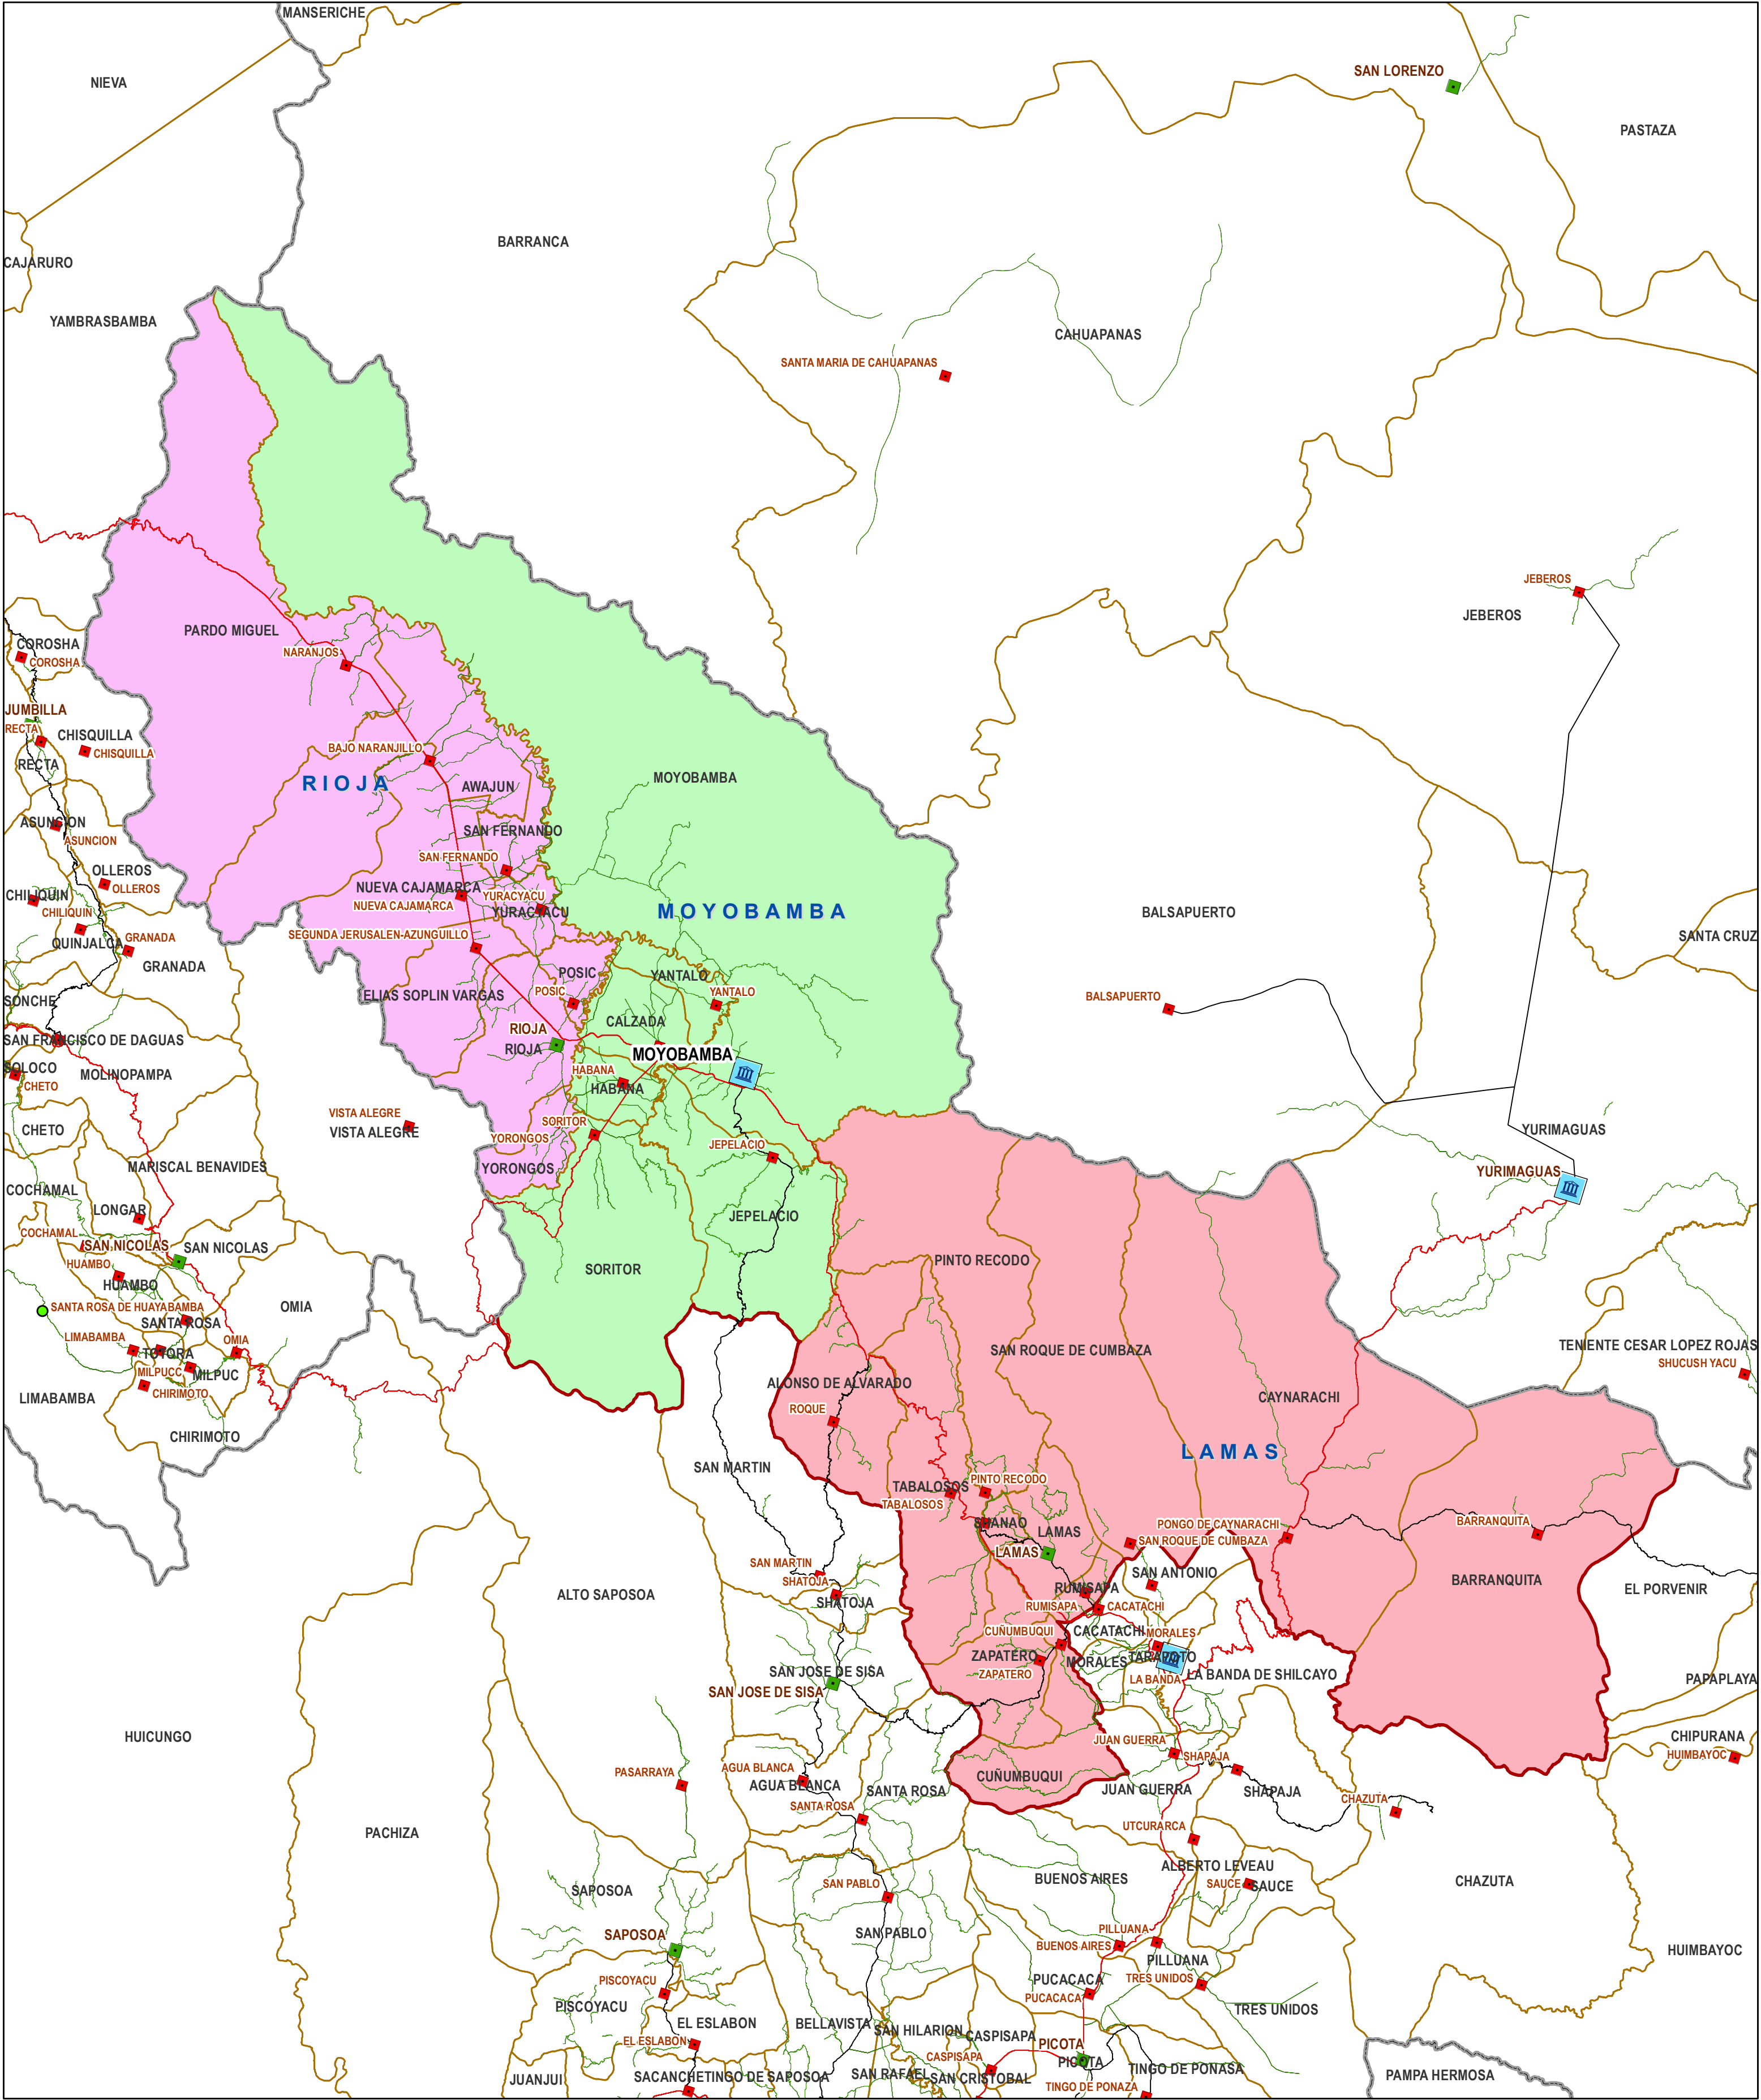 MANSERICHE
SAN LORENZO
NIEVA
PASTAZA
BARRANCA
CAJARURO
YAMBRASBAMBA
CAHUAPANAS
SANTA MARIA DE CAHUAPANAS
JEBEROS
JEBEROS
PARDO MIGUEL
NARANJOS
COROSHA
COROSHA
JUMBILLA
RECTA
CHISQUILLA
CHISQUILLA
RECTA
BAJO NARANJILLO
RIOJA
AWAJUN
MOYOBAMBA
ASUNCION
ASUNCION
SAN FERNANDO
SAN FERNANDO
OLLEROS
OLLEROS
CHILIQUIN
CHILIQUIN
NUEVA CAJAMARCA
NUEVA CAJAMARCA
YURACYACU
YURACYACU
MOYOBAMBA
BALSAPUERTO
SANTA CRUZ
QUINJALCA
GRANADA
GRANADA
SEGUNDA JERUSALEN-AZUNGUILLO
POSIC
POSIC
YANTALO
YANTALO
ELIAS SOPLIN VARGAS
BALSAPUERTO
SONCHE
CALZADA
RIOJA
RIOJA
SAN FRANCISCO DE DAGUAS
MOYOBAMBA
SOLOCO
CHETO
MOLINOPAMPA
HABANA
HABANA
VISTA ALEGRE
VISTA ALEGRE
SORITOR
CHETO
YORONGOS
YORONGOS
JEPELACIO
YURIMAGUAS
YURIMAGUAS
MARISCAL BENAVIDES
COCHAMAL
LONGAR
JEPELACIO
COCHAMAL
SAN NICOLAS
SAN NICOLAS
HUAMBO
HUAMBO
SORITOR
PINTO RECODO
SANTA ROSA DE HUAYABAMBA
SANTA ROSA
OMIA
OMIA
LIMABAMBA
TOTORA
MILPUCC
MILPUC
CHIRIMOTO
LIMABAMBA
CHIRIMOTO
SAN ROQUE DE CUMBAZA
TENIENTE CESAR LOPEZ ROJAS
SHUCUSH YACU
ALONSO DE ALVARADO
ROQUE
CAYNARACHI
LAMAS
SAN MARTIN
TABALOSOS
TABALOSOS
PINTO RECODO
SHANAO
LAMAS
LAMAS
PONGO DE CAYNARACHI
SAN ROQUE DE CUMBAZA
BARRANQUITA
BARRANQUITA
EL PORVENIR
SAN MARTIN
SHATOJA
SHATOJA
ALTO SAPOSOA
SAN ANTONIO
RUMISAPA
RUMISAPA
CACATACHI
CUÑUMBUQUI
CACATACHI
MORALES
ZAPATERO
ZAPATERO
MORALES
TARAPOTO
LA BANDA
LA BANDA DE SHILCAYO
PAPAPLAYA
SAN JOSE DE SISA
SAN JOSE DE SISA
HUICUNGO
CHIPURANA
HUIMBAYOC
JUAN GUERRA
SHAPAJA
PASARRAYA
AGUA BLANCA
AGUA BLANCA
SANTA ROSA
SANTA ROSA
CUÑUMBUQUI
JUAN GUERRA
SHAPAJA
CHAZUTA
PACHIZA
UTCURARCA
ALBERTO LEVEAU
SAUCE
SAUCE
BUENOS AIRES
CHAZUTA
SAPOSOA
SAN PABLO
SAN PABLO
SAPOSOA
PILLUANA
BUENOS AIRES
PILLUANA
HUIMBAYOC
PISCOYACU
PISCOYACU
PUCACACA
PUCACACA
TRES UNIDOS
TRES UNIDOS
EL ESLABON
EL ESLABON
BELLAVISTA
SAN HILARION
CASPISAPA
CASPISAPA
PICOTA
PICOTA
JUANJUI
SACANCHE
TINGO DE SAPOSOA
SAN RAFAEL
SAN CRISTOBAL
TINGO DE PONASA
TINGO DE PONAZA
PAMPA HERMOSA